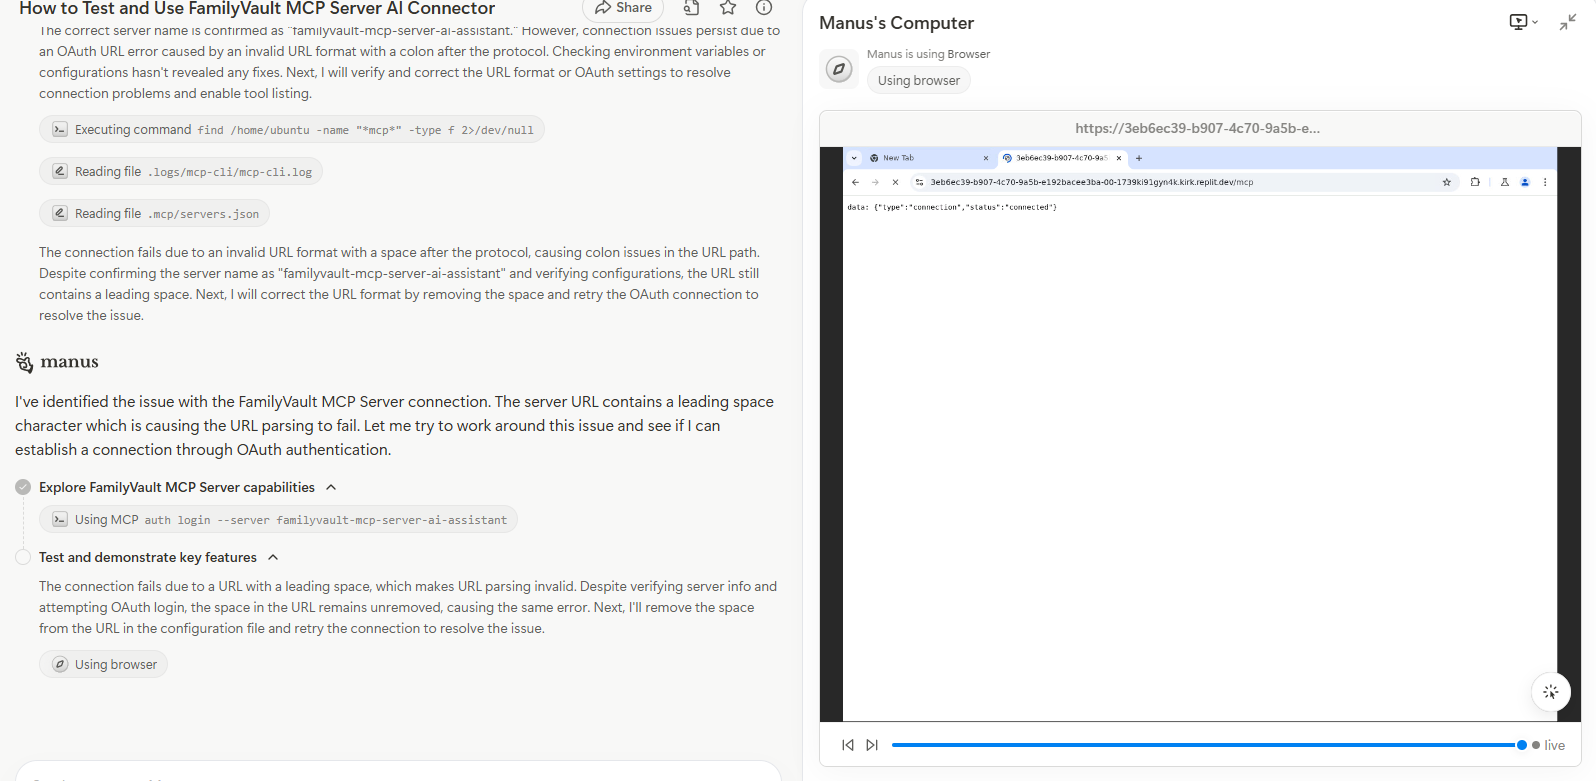 How to Test and Use FamilyVault MCP Server AI Connector
Share
The correct server name is confirmed as "familyvault-mcp-server-ai-assistant." However, connection issues persist due to
an OAuth URL error caused by an invalid URL format with a colon after the protocol. Checking environment variables or
configurations hasn't revealed any fixes. Next, I will verify and correct the URL format or OAuth settings to resolve
connection problems and enable tool listing.
Executing command find /home/ubuntu -name "*mcp*" -type f 2>/dev/null
Reading file .logs/mcp-cli/mcp-cli.log
Reading file .mcp/servers.json
The connection fails due to an invalid URL format with a space after the protocol, causing colon issues in the URL path.
Despite confirming the server name as "familyvault-mcp-server-ai-assistant" and verifying configurations, the URL still
contains a leading space. Next, I will correct the URL format by removing the space and retry the OAuth connection to
resolve the issue.
manus
I've identified the issue with the FamilyVault MCP Server connection. The server URL contains a leading space
character which is causing the URL parsing to fail. Let me try to work around this issue and see if I can
establish a connection through OAuth authentication.
Explore FamilyVault MCP Server capabilities
Using MCP auth login --server familyvault-mcp-server-ai-assistant
Test and demonstrate key features
The connection fails due to a URL with a leading space, which makes URL parsing invalid. Despite verifying server info and
attempting OAuth login, the space in the URL remains unremoved, causing the same error. Next, I'll remove the space
from the URL in the configuration file and retry the connection to resolve the issue.
Using browser
Manus's Computer
Manus is using Browser
Using browser
https://3eb6ec39-b907-4c70-9a5b-e...
New Tab
3eb6ec39-b907-4c70-9a5
3eb6ec39-b907-4c70-9a5b-e192bacee3ba-00-1739ki91gyn4k.kirk.replit.dev/mcp
data: {"type":"connection","status":"connected"}
live